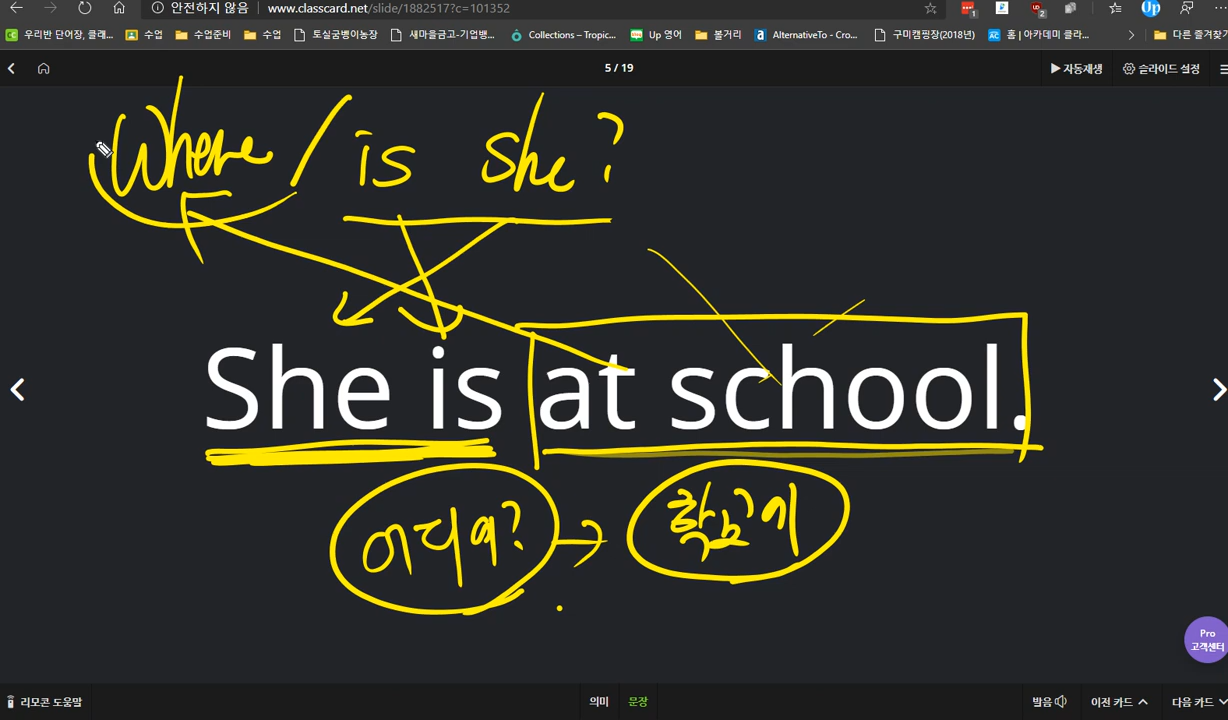 안전하지 않음 www.classcard.net/slide/1882517?c=101352
우리반 단어장, 클래... 수업 수업준비 수업 토실궁뱅이농장 새마을금고-기업뱅... Collections – Tropic... Up 영어 볼거리 AlternativeTo - Cro... 구미캠핑장(2018년) 홈 | 아카데미 클라... 다른 즐겨찾기
5 / 19 자동재생 슬라이드 설정
Where / is she?
She is at school.
어디에? → 학교에
Pro
고객센터
리모콘 도움말 의미 문장 발음 이전 카드 다음 카드